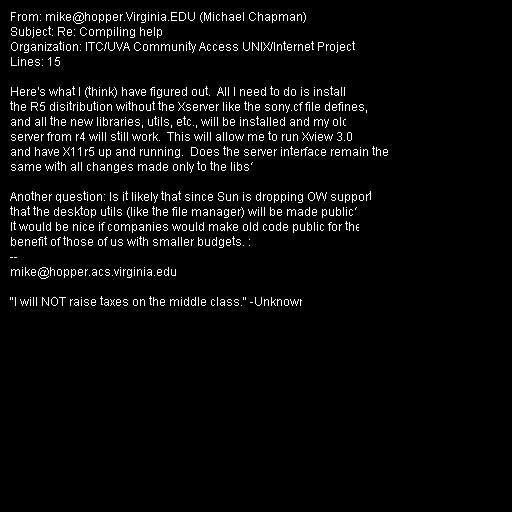 From: mike@hopper.Virginia.EDU (Michael Chapman)
Subject: Re: Compiling help
Organization: ITC/UVA Community Access UNIX/Internet Project
Lines: 15

Here's what I (think) have figured out.  All I need to do is install
the R5 disitribution without the Xserver like the sony.cf file defines,
and all the new libraries, utils, etc., will be installed and my old
server from r4 will still work.  This will allow me to run Xview 3.0
and have X11r5 up and running.  Does the server interface remain the
same with all changes made only to the libs?

Another question: Is it likely that since Sun is dropping OW support
that the desktop utils (like the file manager) will be made public?
It would be nice if companies would make old code public for the
benefit of those of us with smaller budgets. :
--
mike@hopper.acs.virginia.edu

"I will NOT raise taxes on the middle class." -Unknown